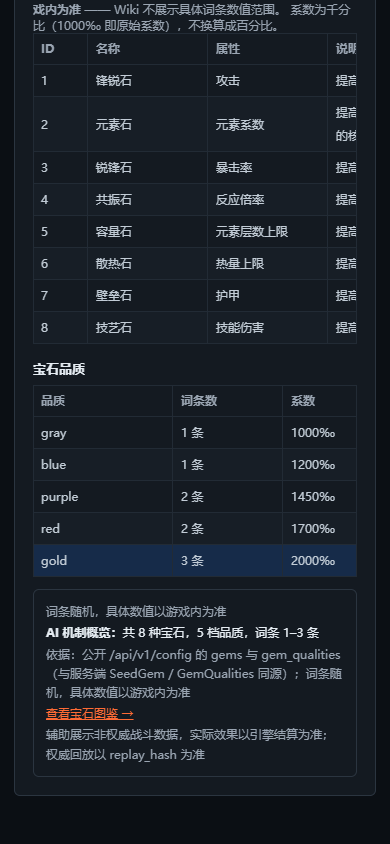 戏内为准 —— Wiki 不展示具体词条数值范围。 系数为千分
比（1000‰ 即原始系数），不换算成百分比。
ID 名称 属性 说明
1 锋锐石 攻击 提高
2 元素石 元素系数 提高
的核
3 锐锋石 暴击率 提高
4 共振石 反应倍率 提高
5 容量石 元素层数上限 提高
6 散热石 热量上限 提高
7 壁垒石 护甲 提高
8 技艺石 技能伤害 提高
宝石品质
品质 词条数 系数
gray 1 条 1000‰
blue 1 条 1200‰
purple 2 条 1450‰
red 2 条 1700‰
gold 3 条 2000‰
词条随机，具体数值以游戏内为准
AI 机制概览：共 8 种宝石，5 档品质，词条 1–3 条
依据：公开 /api/v1/config 的 gems 与 gem_qualities
（与服务端 SeedGem / GemQualities 同源）；词条随
机，具体数值以游戏内为准
查看宝石图鉴 →
辅助展示非权威战斗数据，实际效果以引擎结算为准；
权威回放以 replay_hash 为准